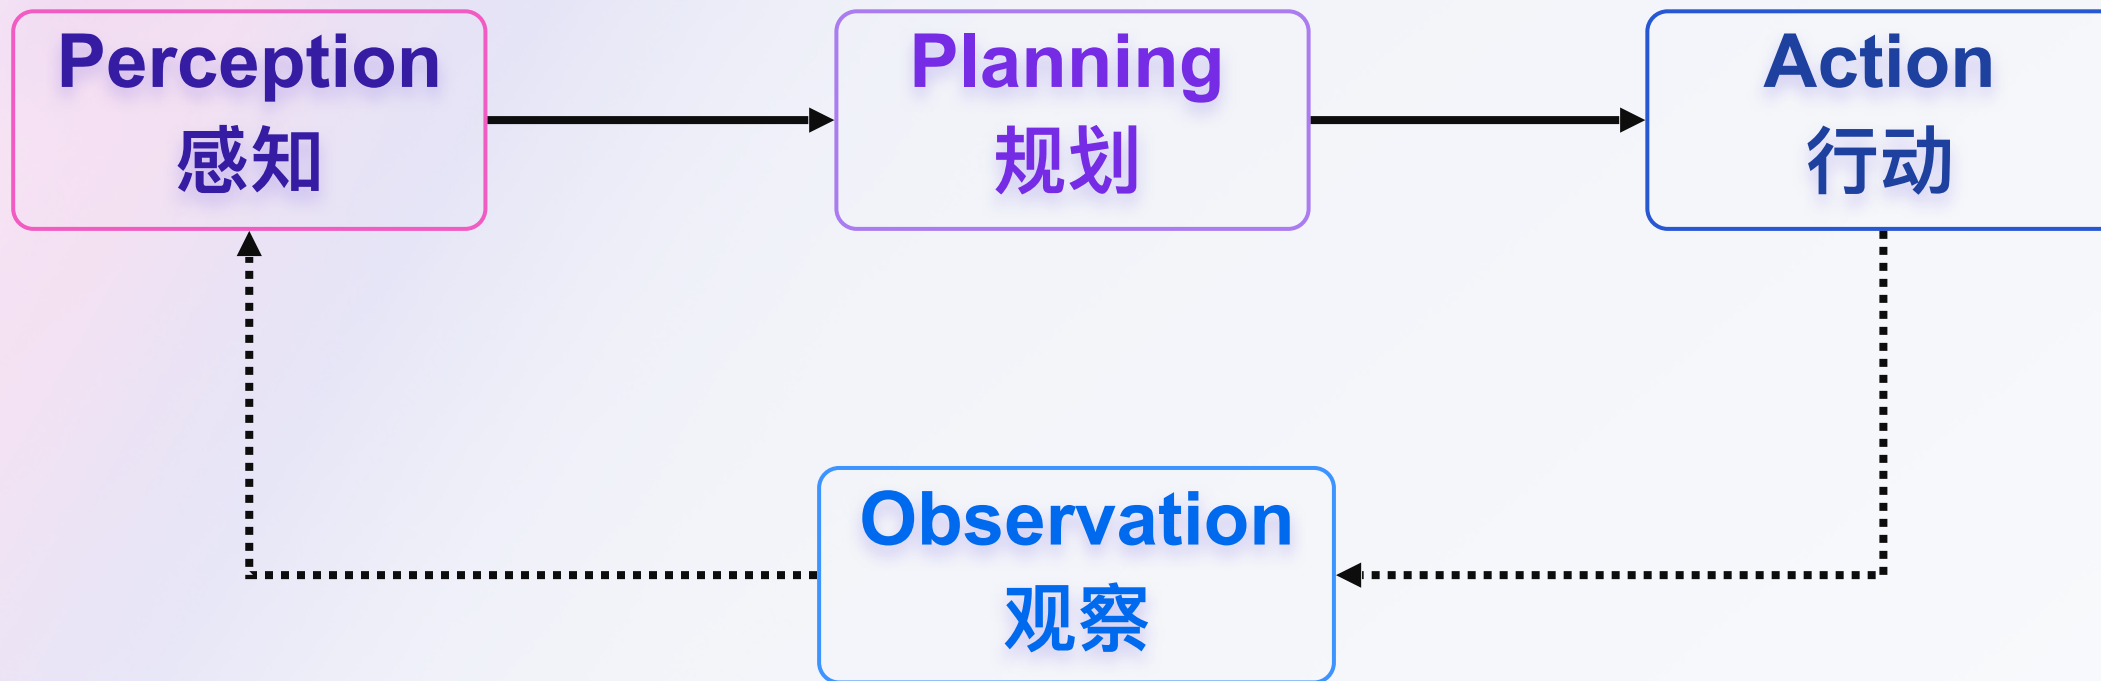 Perception
感知
Planning
规划
Action
行动
Observation
观察